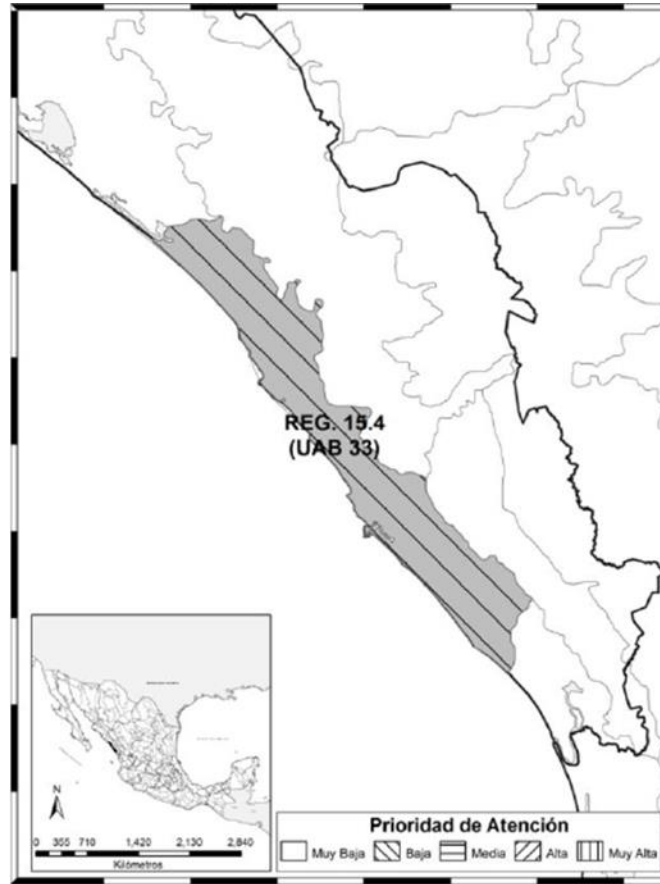 REG. 15.4
(UAB 33)
N
0 355 710 1,420 2,130 2,840
Kilómetros
Prioridad de Atención
Muy Baja Baja Media Alta Muy Alta